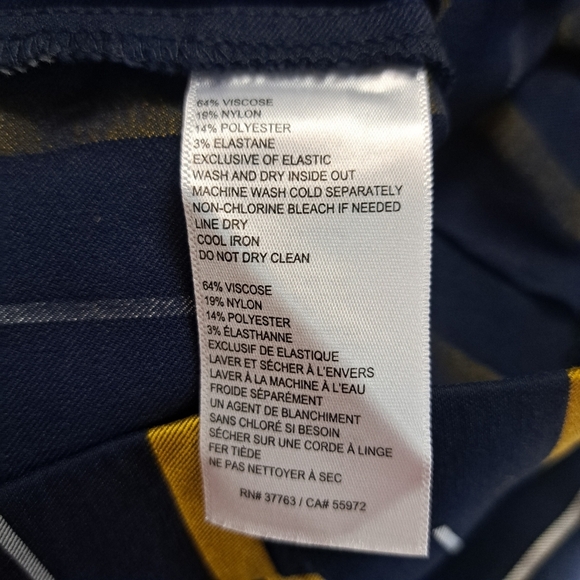 64% VISCOSE
19% NYLON
14% POLYESTER
3% ELASTANE
EXCLUSIVE OF ELASTIC
WASH AND DRY INSIDE OUT
MACHINE WASH COLD SEPARATELY
NON-CHLORINE BLEACH IF NEEDED
LINE DRY
COOL IRON
DO NOT DRY CLEAN
64% VISCOSE
19% NYLON
14% POLYESTER
3% ÉLASTHANNE
EXCLUSIF DE ELASTIQUE
LAVER ET SÉCHER À L'ENVERS
LAVER À LA MACHINE À L'EAU
FROIDE SÉPARÉMENT
UN AGENT DE BLANCHIMENT
SANS CHLORÉ SI BESOIN
SÉCHER SUR UNE CORDE À LINGE
FER TIÈDE
NE PAS NETTOYER À SEC
RN# 37763 / CA# 55972